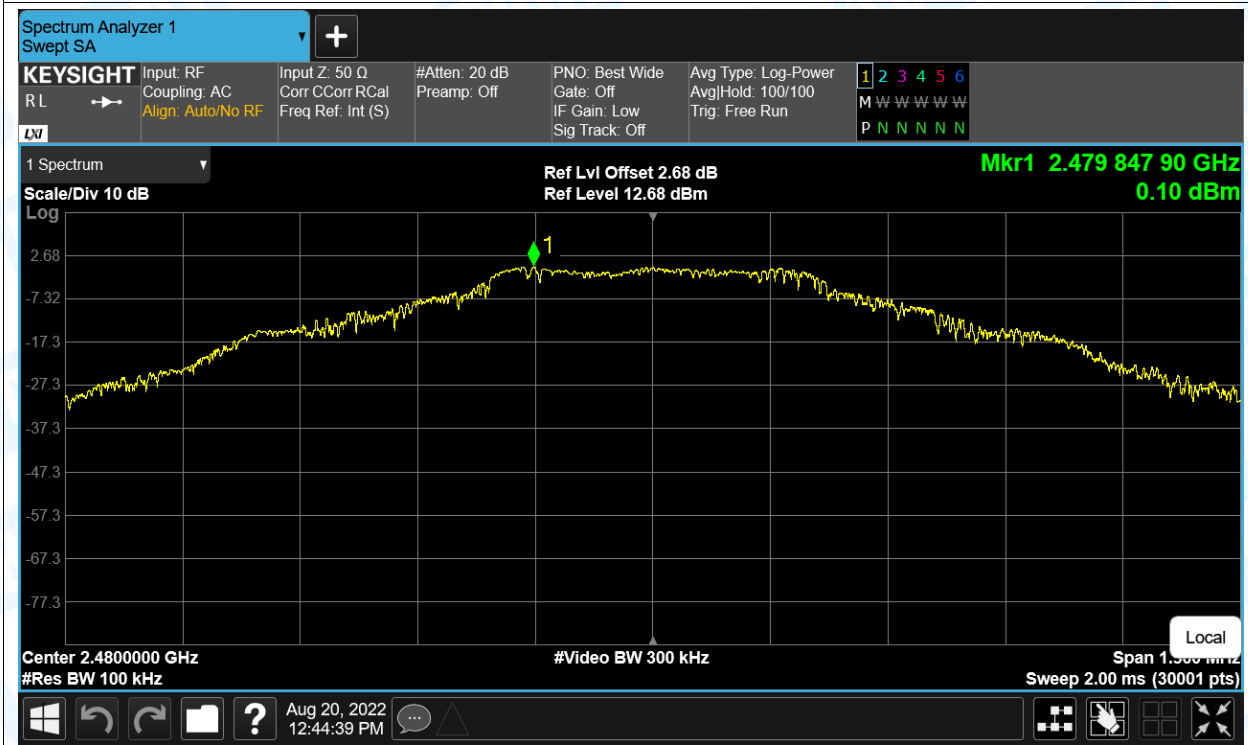 Spectrum Analyzer 1
Swept SA
KEYSIGHT
R L
LXI
Input: RF
Coupling: AC
Align: Auto/No RF
Input Z: 50 Ω
Corr CCorr RCal
Freq Ref: Int (S)
#Atten: 20 dB
Preamp: Off
PNO: Best Wide
Gate: Off
IF Gain: Low
Sig Track: Off
Avg Type: Log-Power
Avg|Hold: 100/100
Trig: Free Run
1 2 3 4 5 6
M W W W W W
P N N N N N
1 Spectrum
Scale/Div 10 dB
Log
Ref Lvl Offset 2.68 dB
Ref Level 12.68 dBm
Mkr1 2.479 847 90 GHz
0.10 dBm
1
2.68
-7.32
-17.3
-27.3
-37.3
-47.3
-57.3
-67.3
-77.3
Local
Center 2.4800000 GHz
#Video BW 300 kHz
Span
#Res BW 100 kHz
Sweep 2.00 ms (30001 pts)
?
Aug 20, 2022
12:44:39 PM